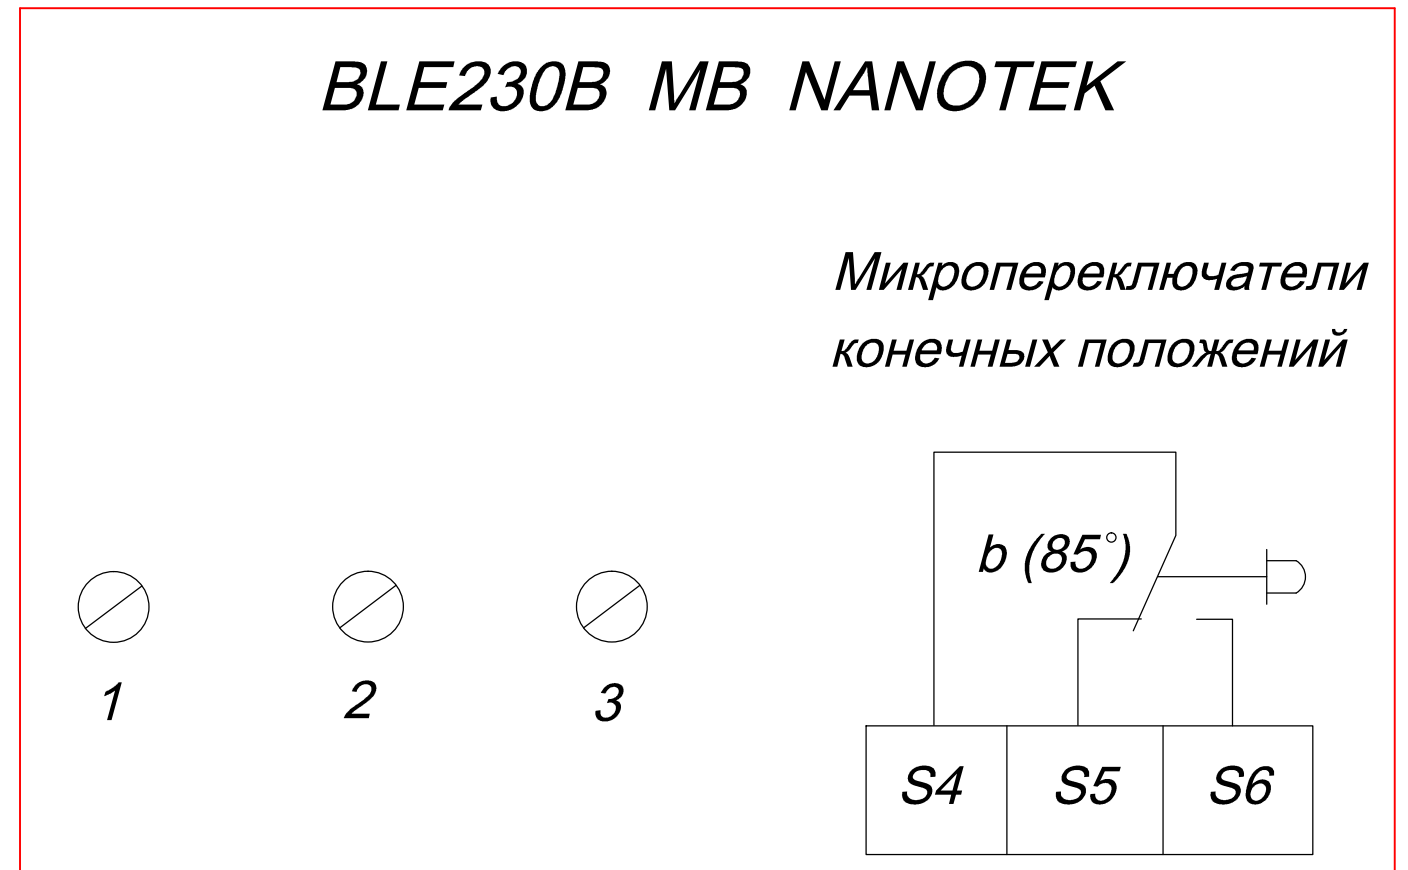 BLE230B MB NANOTEK
Микропереключатели
конечных положений
b (85°)
1 2 3
S4 S5 S6